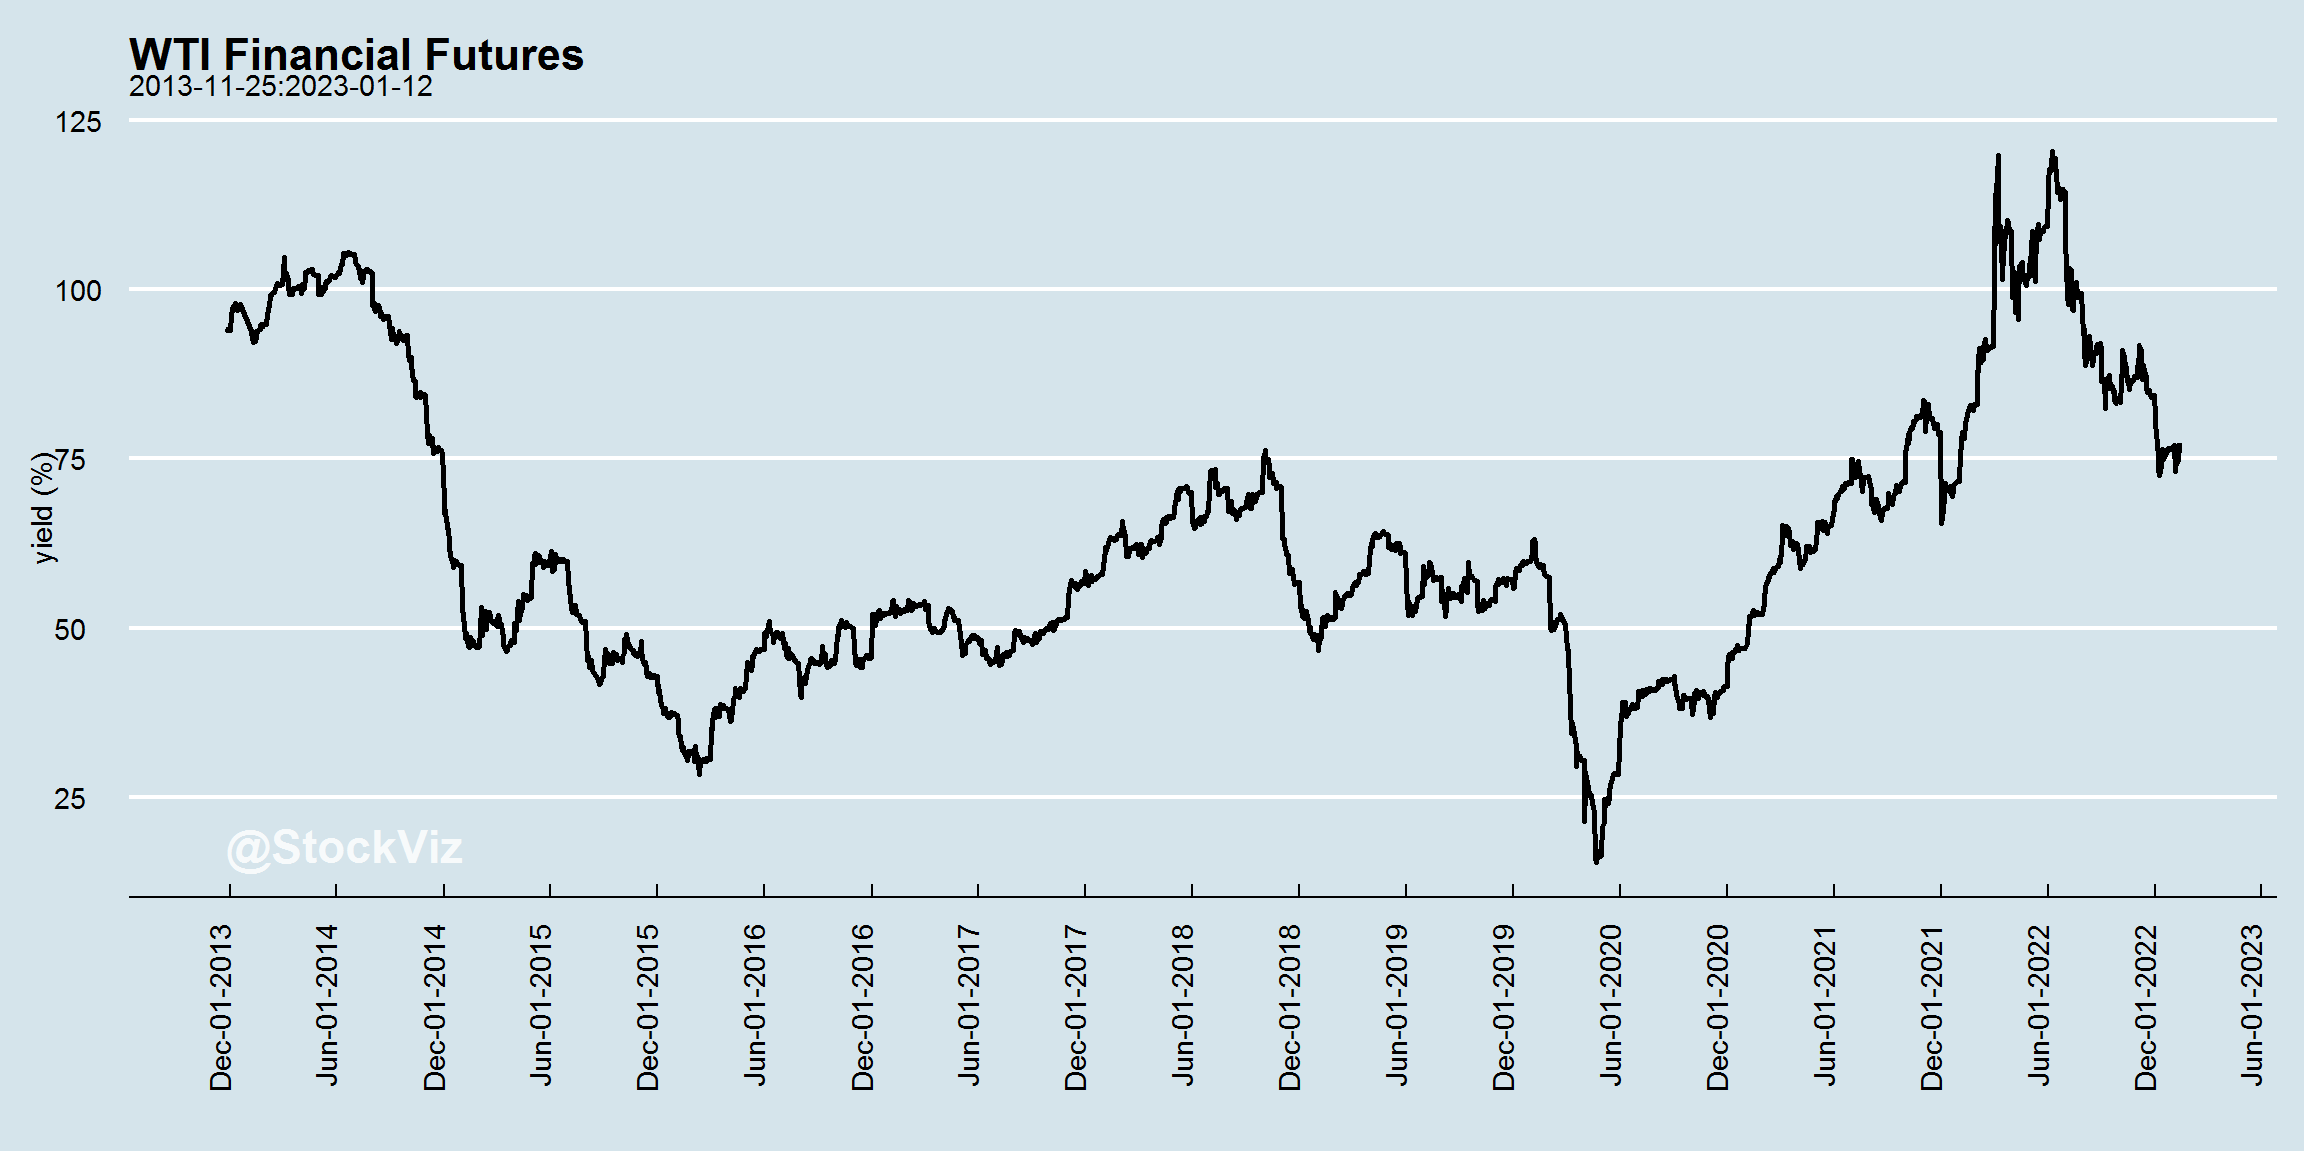 WTI Financial Futures
2013-11-25:2023-01-12
125
100
75
50
25
yield (%)
@StockViz
Dec-01-2013
Jun-01-2014
Dec-01-2014
Jun-01-2015
Dec-01-2015
Jun-01-2016
Dec-01-2016
Jun-01-2017
Dec-01-2017
Jun-01-2018
Dec-01-2018
Jun-01-2019
Dec-01-2019
Jun-01-2020
Dec-01-2020
Jun-01-2021
Dec-01-2021
Jun-01-2022
Dec-01-2022
Jun-01-2023